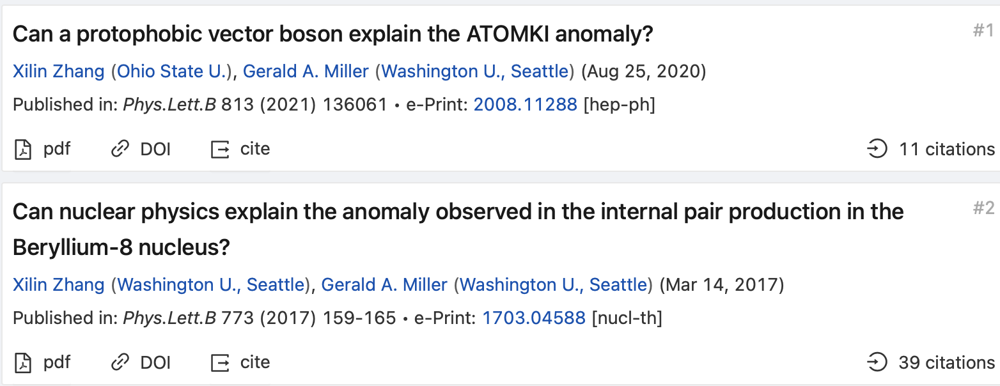 Can a protophobic vector boson explain the ATOMKI anomaly?
#1
Xilin Zhang (Ohio State U.), Gerald A. Miller (Washington U., Seattle) (Aug 25, 2020)
Published in: Phys.Lett.B 813 (2021) 136061 • e-Print: 2008.11288 [hep-ph]
pdf DOI cite 11 citations
Can nuclear physics explain the anomaly observed in the internal pair production in the
#2
Beryllium-8 nucleus?
Xilin Zhang (Washington U., Seattle), Gerald A. Miller (Washington U., Seattle) (Mar 14, 2017)
Published in: Phys.Lett.B 773 (2017) 159-165 • e-Print: 1703.04588 [nucl-th]
pdf DOI cite 39 citations